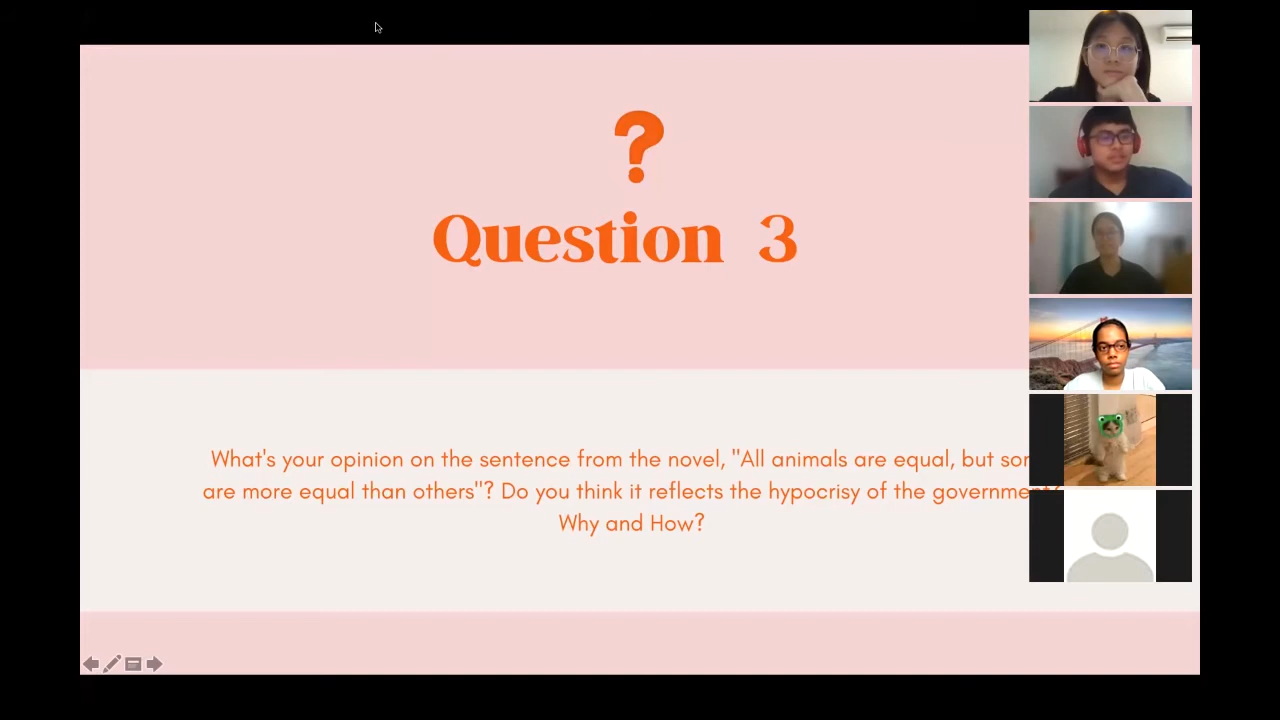 ?
Question 3
What's your opinion on the sentence from the novel, "All animals are equal, but
are more equal than others"? Do you think it reflects the hypocrisy of the
Why and How?